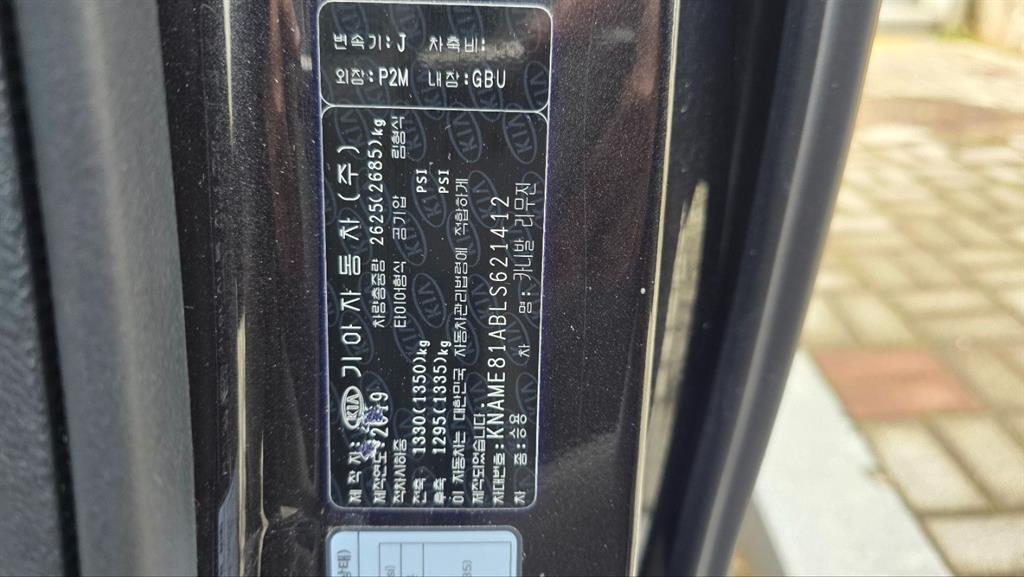 변속기:J 차축비:
외장:P2M 내장:GBU
제작자: KIA 기아자동차(주)
제작연도: 2019 차량총중량 2625(2685)kg
적차시하중 타이어형식 공기압 림형식
전축 1330(1350)kg PSI
후축 1295(1335)kg PSI
이 자동차는 대한민국 자동차관리법령에 적합하게
제작되었습니다.
차대번호:KNAME81ABLS621412
차 종:승용 차 명:카니발 리무진